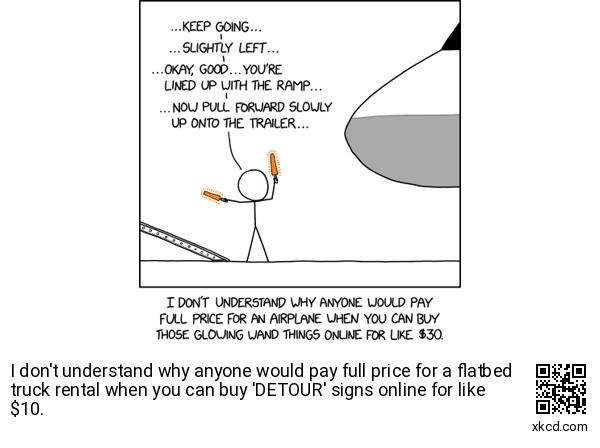 ...KEEP GOING...
...SLIGHTLY LEFT...
...OKAY, GOOD...YOU'RE
LINED UP WITH THE RAMP...
...NOW PULL FORWARD SLOWLY
UP ONTO THE TRAILER...
I DON'T UNDERSTAND WHY ANYONE WOULD PAY
FULL PRICE FOR AN AIRPLANE WHEN YOU CAN BUY
THOSE GLOWING WAND THINGS ONLINE FOR LIKE $30.
I don't understand why anyone would pay full price for a flatbed
truck rental when you can buy 'DETOUR' signs online for like
$10.
xkcd.com